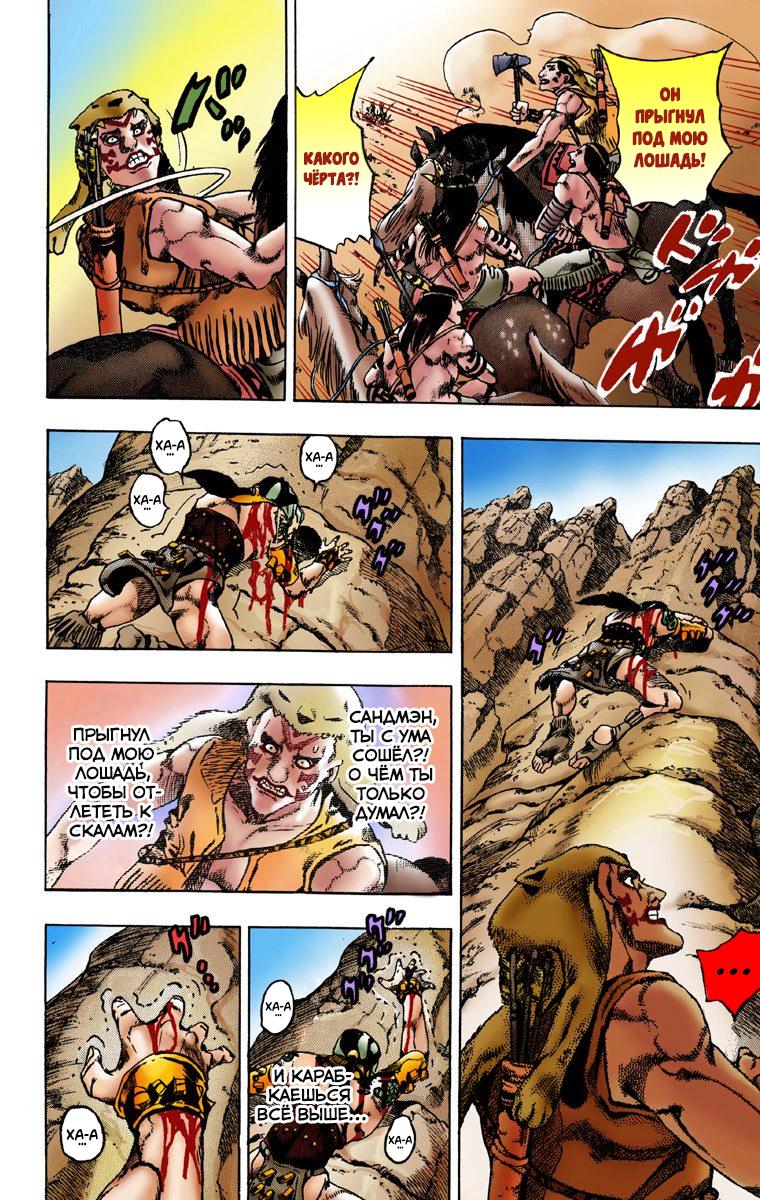 ОН
ПРЫГНУЛ
ПОД МОЮ
ЛОШАДЬ!
КАКОГО
ЧЁРТА?!
...
ХА-А
...
ХА-А
...
ХА-А
...
САНДМЭН,
ТЫ С УМА
СОШЁЛ?!
О ЧЁМ ТЫ
ТОЛЬКО
ДУМАЛ?!
ПРЫГНУЛ
ПОД МОЮ
ЛОШАДЬ,
ЧТОБЫ ОТ-
ЛЕТЕТЬ К
СКАЛАМ?!
ХА-А
...
И КАРАБ-
КАЕШЬСЯ
ВСЁ ВЫШЕ...
ХА-А
...
ХА-А
...
ХА-А
...